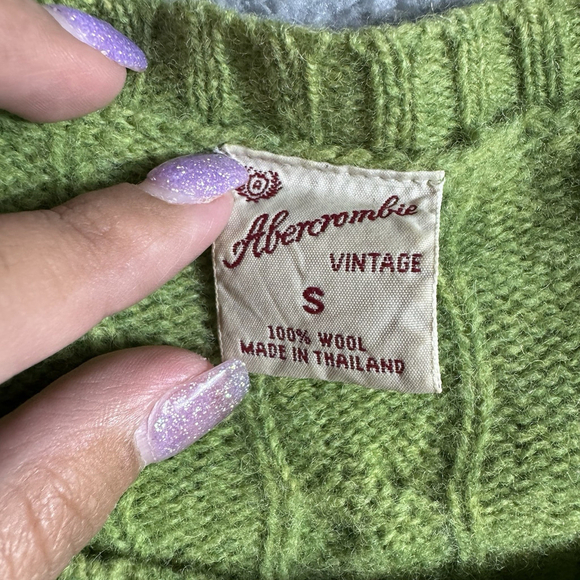 Abercrombie
VINTAGE
S
100% WOOL
MADE IN THAILAND